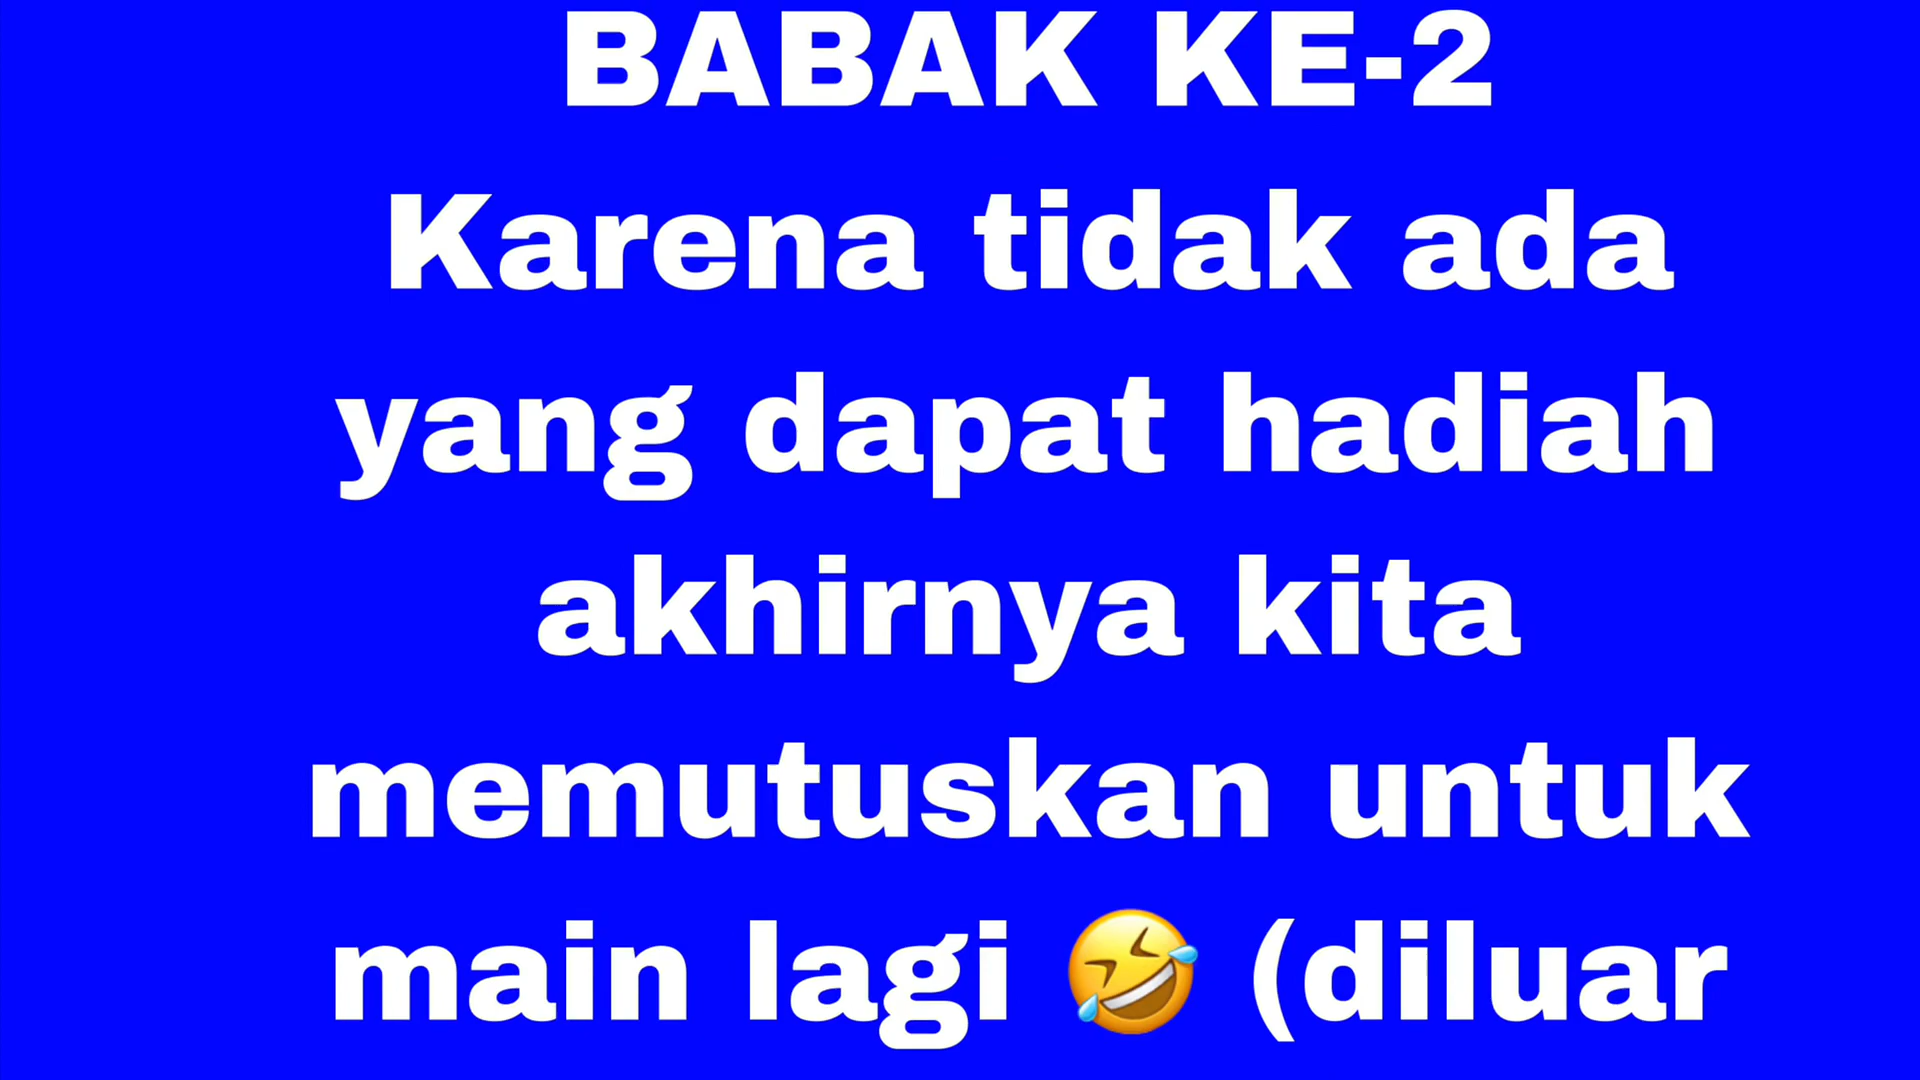 BABAK KE-2
Karena tidak ada
yang dapat hadiah
akhirnya kita
memutuskan untuk
main lagi 🤣 (diluar